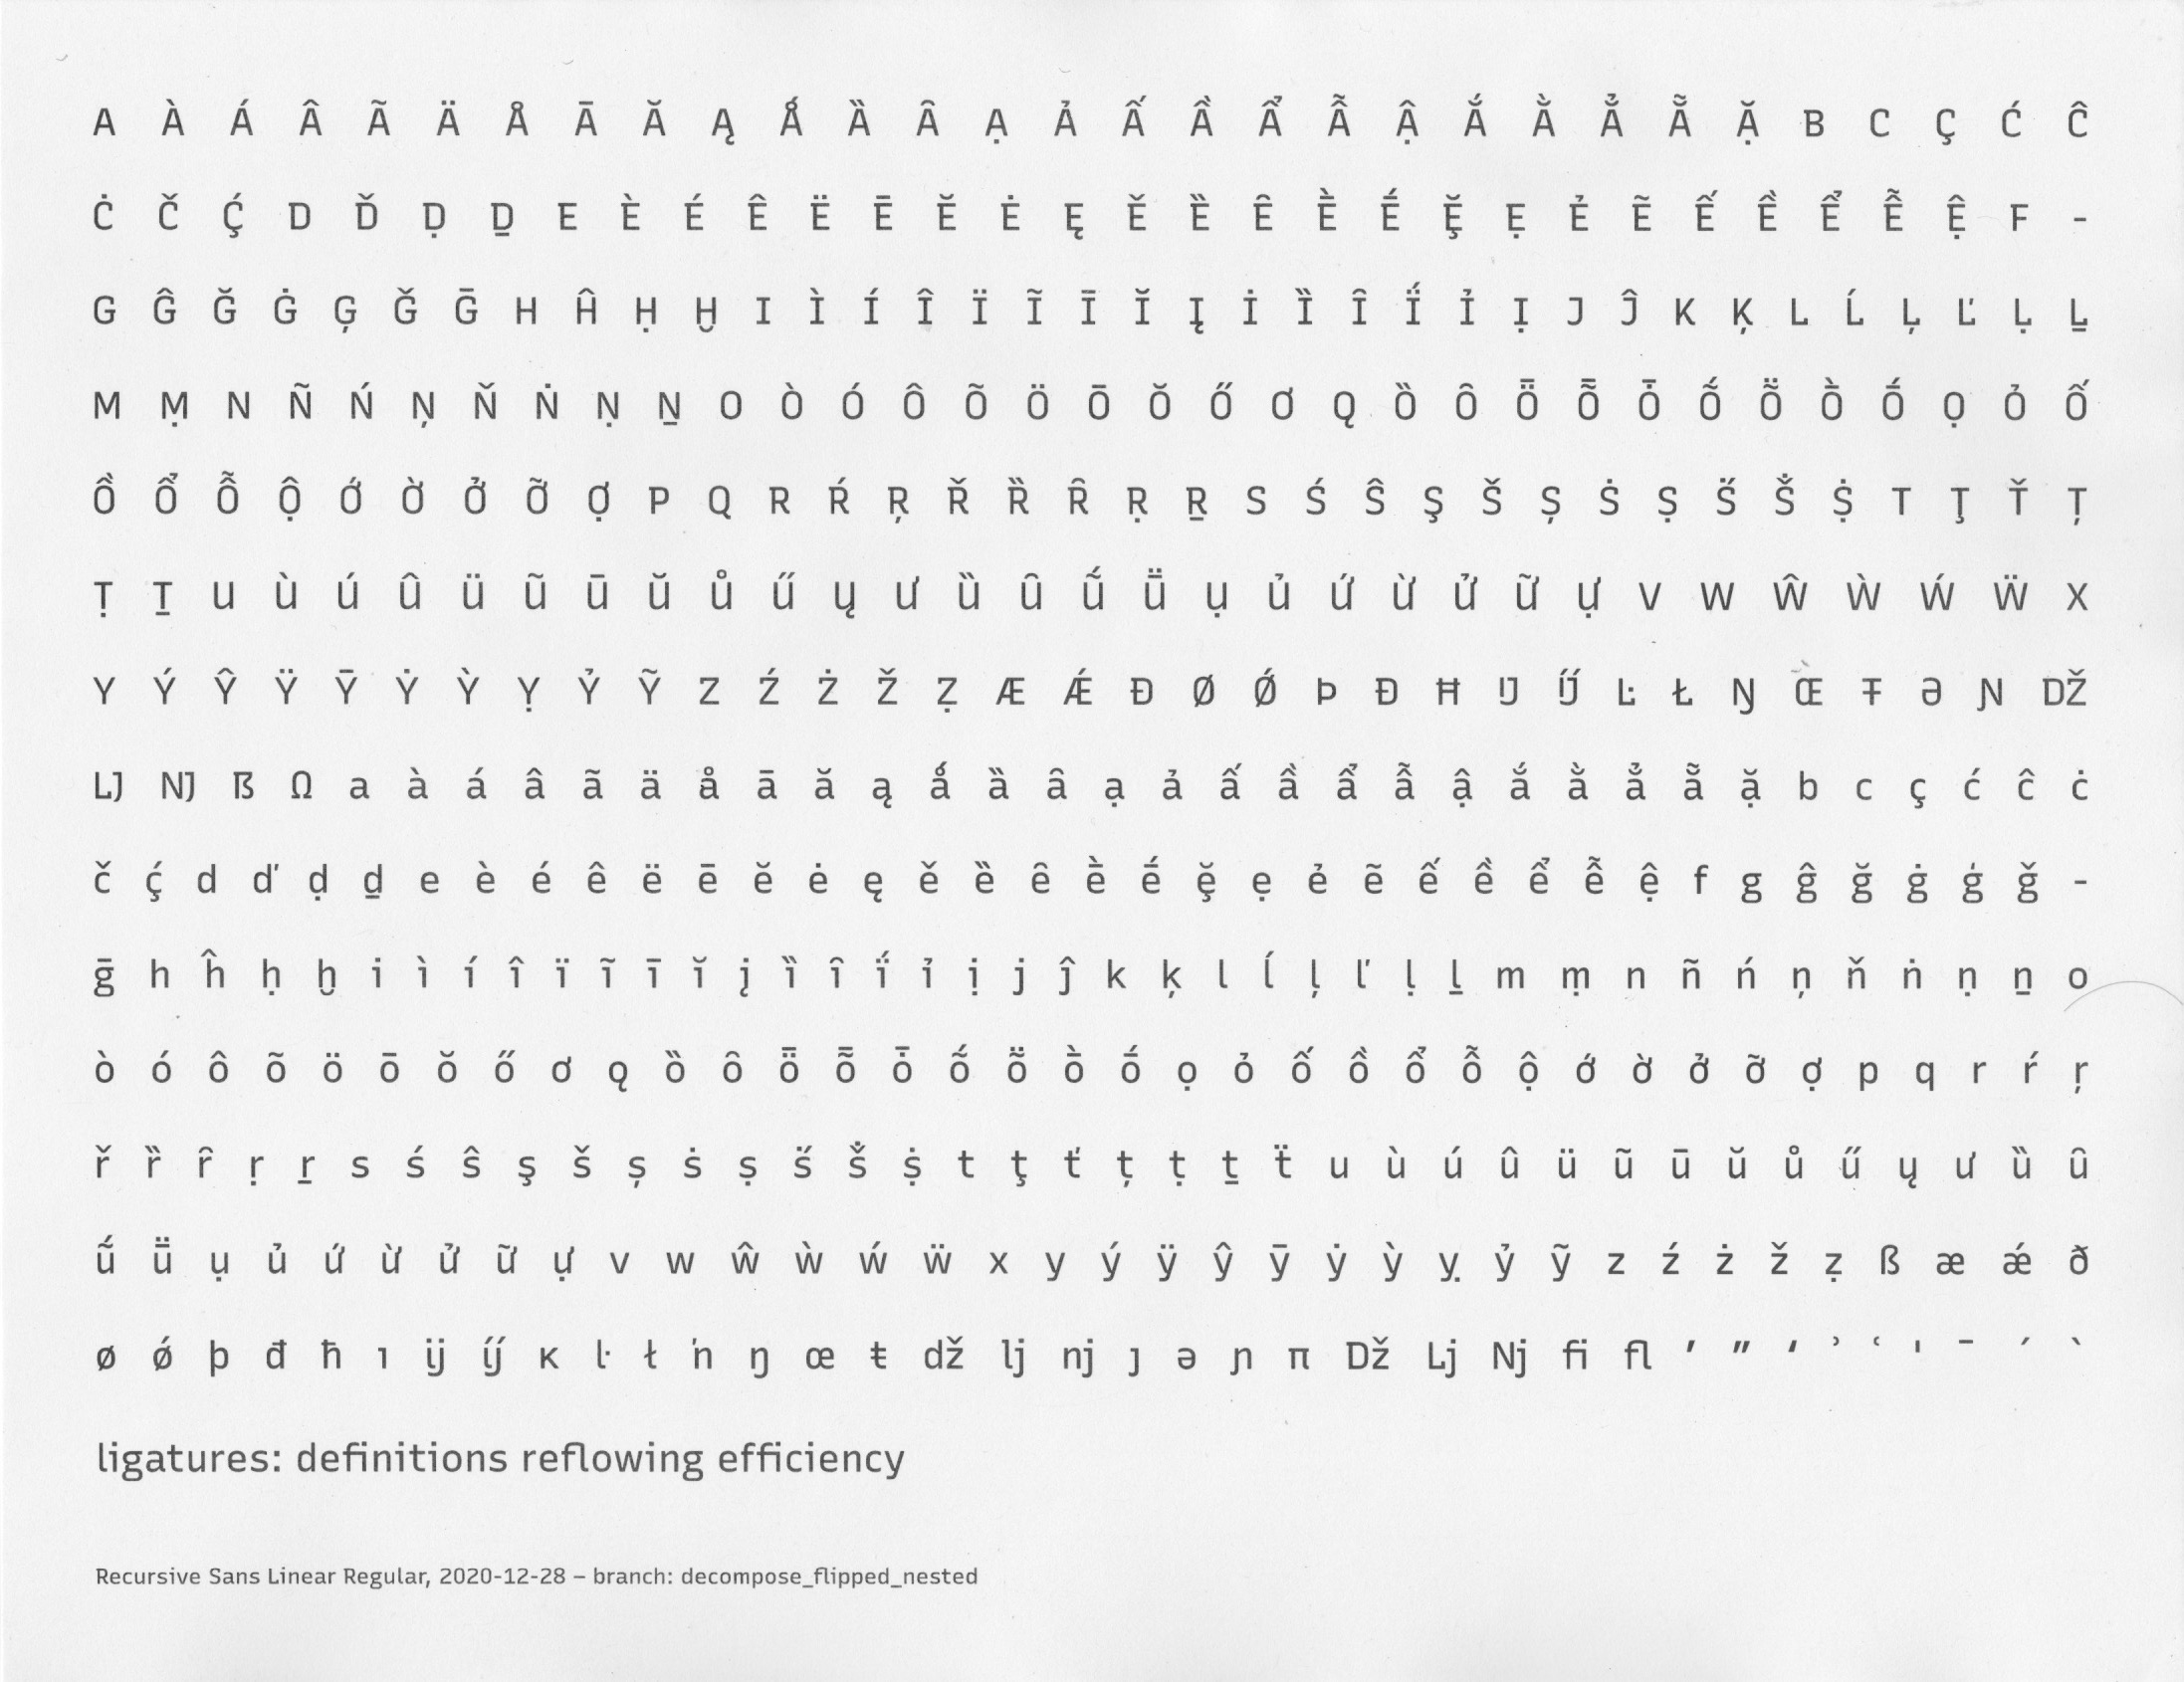 A À Á Â Ã Ä Å Ā Ă Ą Ǻ Ȁ Ȃ Ạ Ả Ấ Ầ Ẩ Ẫ Ậ Ắ Ằ Ẳ Ẵ Ặ B C Ç Ć Ĉ
Ċ Č Ḉ D Ď Ḍ Ḏ E È É Ê Ë Ē Ĕ Ė Ę Ě Ȅ Ȇ Ḕ Ḗ Ḝ Ẹ Ẻ Ẽ Ế Ề Ể Ễ Ệ F -
G Ĝ Ğ Ġ Ģ Ǧ Ḡ H Ĥ Ḥ Ḫ I Ì Í Î Ï Ĩ Ī Ĭ Į İ Ȉ Ȋ Ḯ Ỉ Ị J Ĵ K Ķ L Ĺ Ļ Ľ Ḷ Ḻ
M Ṃ N Ñ Ń Ņ Ň Ṅ Ṇ Ṉ O Ò Ó Ô Õ Ö Ō Ŏ Ő Ơ Ǫ Ȍ Ȏ Ȫ Ȭ Ȱ Ṍ Ṏ Ṑ Ṓ Ọ Ỏ Ố
Ồ Ổ Ỗ Ộ Ớ Ờ Ở Ỡ Ợ P Q R Ŕ Ŗ Ř Ȑ Ȓ Ṛ Ṟ S Ś Ŝ Ş Š Ș Ṡ Ṣ Ṥ Ṧ Ṩ T Ţ Ť Ț
Ṭ Ṯ U Ù Ú Û Ü Ũ Ū Ŭ Ů Ű Ų Ư Ȕ Ȗ Ṹ Ṻ Ụ Ủ Ứ Ừ Ử Ữ Ự V W Ŵ Ẁ Ẃ Ẅ X
Y Ý Ŷ Ÿ Ȳ Ẏ Ỳ Ỵ Ỷ Ỹ Z Ź Ż Ž Ẓ Æ Ǽ Ð Ø Ǿ Þ Đ Ħ Ĳ Ĳ́ Ŀ Ł Ŋ Œ Ŧ Ə Ɲ Ǆ
Ǉ Ǌ ẞ Ω a à á â ã ä å ā ă ą ǻ ȁ ȃ ạ ả ấ ầ ẩ ẫ ậ ắ ằ ẳ ẵ ặ b c ç ć ĉ ċ
č ḉ d ď ḍ ḏ e è é ê ë ē ĕ ė ę ě ȅ ȇ ḕ ḗ ḝ ẹ ẻ ẽ ế ề ể ễ ệ f g ĝ ğ ġ ģ ǧ -
ḡ h ĥ ḥ ḫ i ì í î ï ĩ ī ĭ į ȉ ȋ ḯ ỉ ị j ĵ k ķ l ĺ ļ ľ ḷ ḻ m ṃ n ñ ń ņ ň ṅ ṇ ṉ o
ò ó ô õ ö ō ŏ ő ơ ǫ ȍ ȏ ȫ ȭ ȱ ṍ ṏ ṑ ṓ ọ ỏ ố ồ ổ ỗ ộ ớ ờ ở ỡ ợ p q r ŕ ŗ
ř ȑ ȓ ṛ ṟ s ś ŝ ş š ș ṡ ṣ ṥ ṧ ṩ t ţ ť ț ṭ ṯ ẗ u ù ú û ü ũ ū ŭ ů ű ų ư ȕ ȗ
ṹ ṻ ụ ủ ứ ừ ử ữ ự v w ŵ ẁ ẃ ẅ x y ý ÿ ŷ ȳ ẏ ỳ ỵ ỷ ỹ z ź ż ž ẓ ß æ ǽ ð
ø ǿ þ đ ħ ı ĳ ĳ́ ĸ ŀ ł ŉ ŋ œ ŧ ǆ ǉ ǌ ȷ ə ɲ π ǅ ǈ ǋ ﬁ ﬂ ʹ ʺ ʻ ʾ ʿ ˈ ˉ ˊ ˋ
ligatures: definitions reflowing efficiency
Recursive Sans Linear Regular, 2020-12-28 – branch: decompose_flipped_nested